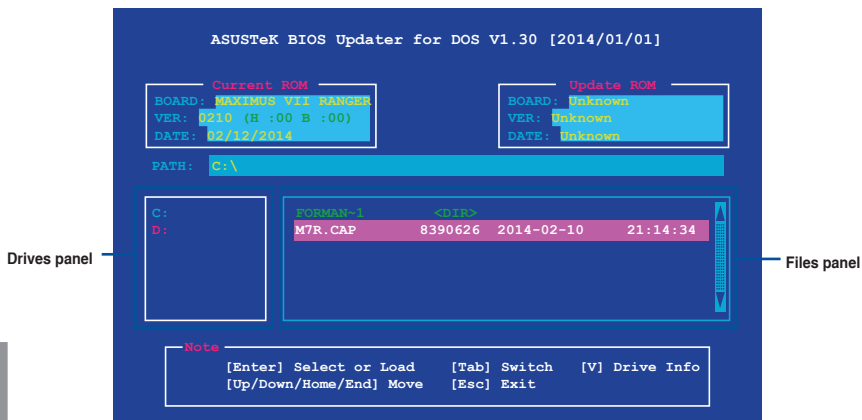 ASUSTeK BIOS Updater for DOS V1.30 [2014/01/01]
Current ROM
BOARD: MAXIMUS VII RANGER
VER: 0210 (H :00 B :00)
DATE: 02/12/2014
Update ROM
BOARD: Unknown
VER: Unknown
DATE: Unknown
PATH: C:\
C:
D:
FORMAN~1 <DIR>
M7R.CAP 8390626 2014-02-10 21:14:34
Drives panel
Files panel
Note
[Enter] Select or Load [Tab] Switch [V] Drive Info
[Up/Down/Home/End] Move [Esc] Exit